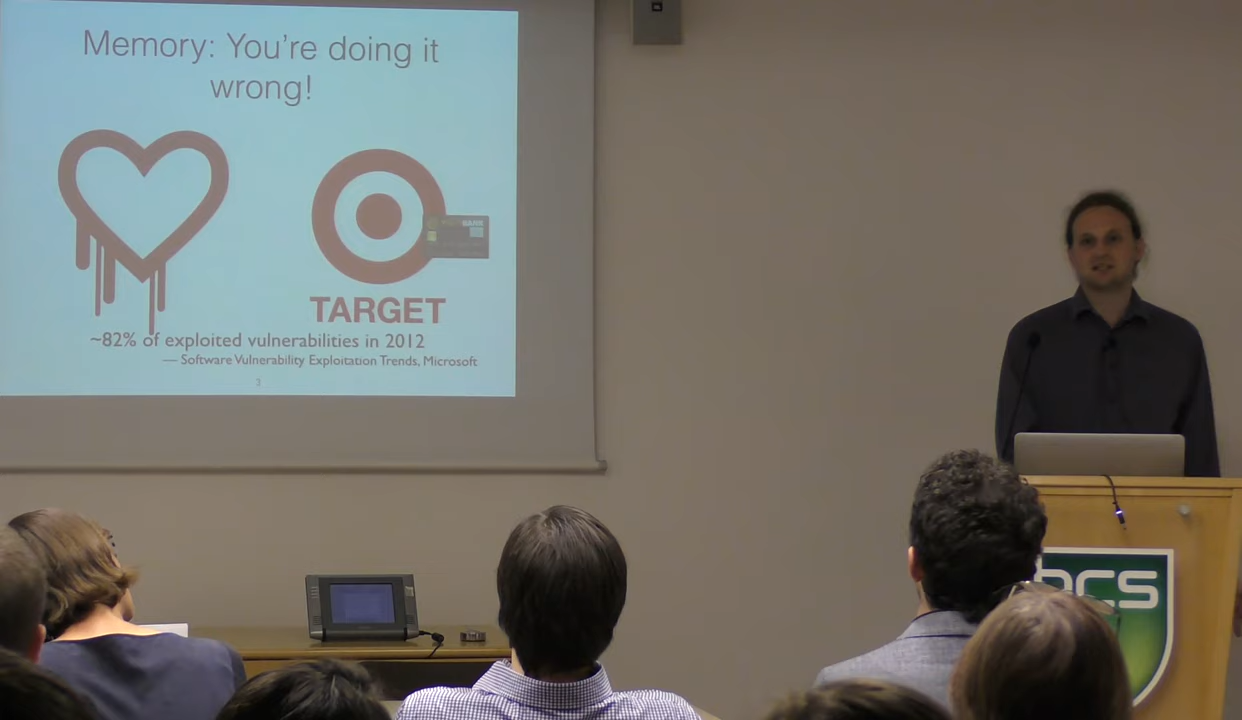 Memory: You're doing it
wrong!
TARGET
~82% of exploited vulnerabilities in 2012
— Software Vulnerability Exploitation Trends, Microsoft
3
bcs